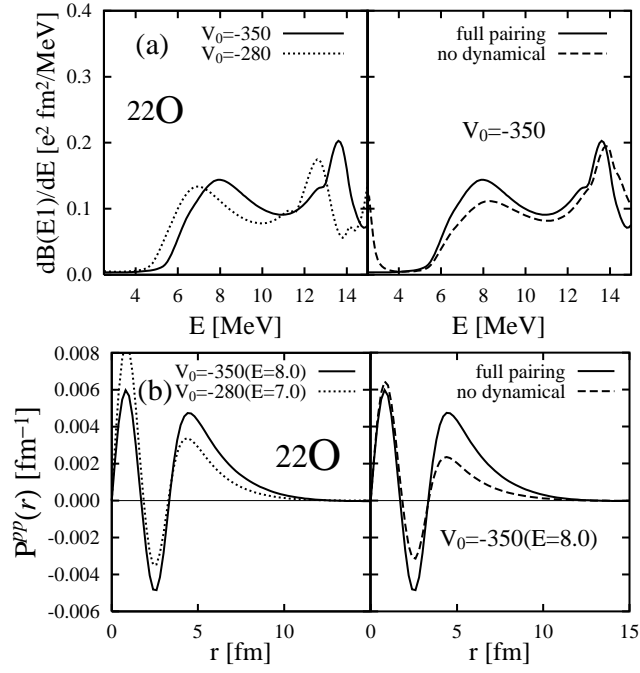 (a)
V₀=-350
V₀=-280
22O
full pairing
no dynamical
V₀=-350
dB(E1)/dE [e² fm²/MeV]
0.4
0.3
0.2
0.1
0.0
4 6 8 10 12 14
4 6 8 10 12 14
E [MeV]
E [MeV]
(b)
V₀=-350(E=8.0)
V₀=-280(E=7.0)
22O
full pairing
no dynamical
V₀=-350(E=8.0)
Pᵖᵖ(r) [fm⁻¹]
0.008
0.006
0.004
0.002
0.000
-0.002
-0.004
-0.006
0 5 10
0 5 10 15
r [fm]
r [fm]